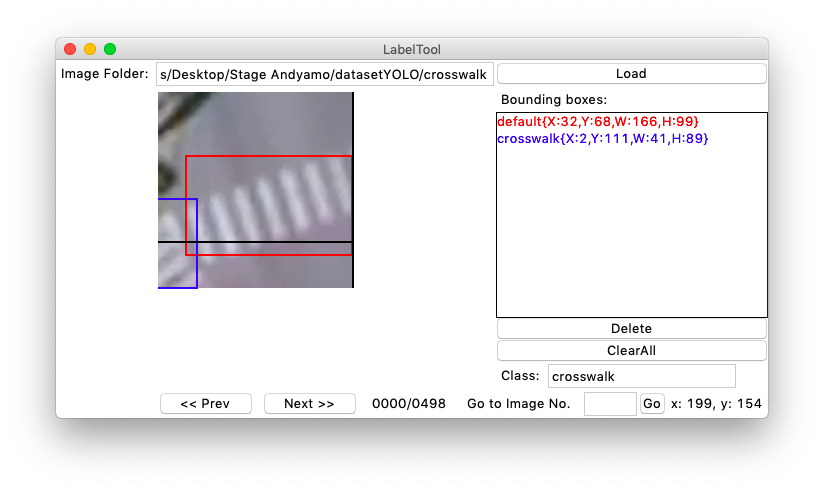 LabelTool
Image Folder: s/Desktop/Stage Andyamo/datasetYOLO/crosswalk Load
Bounding boxes:
default{X:32,Y:68,W:166,H:99}
crosswalk{X:2,Y:111,W:41,H:89}
Delete
ClearAll
Class: crosswalk
<< Prev Next >> 0000/0498 Go to Image No. Go x: 199, y: 154